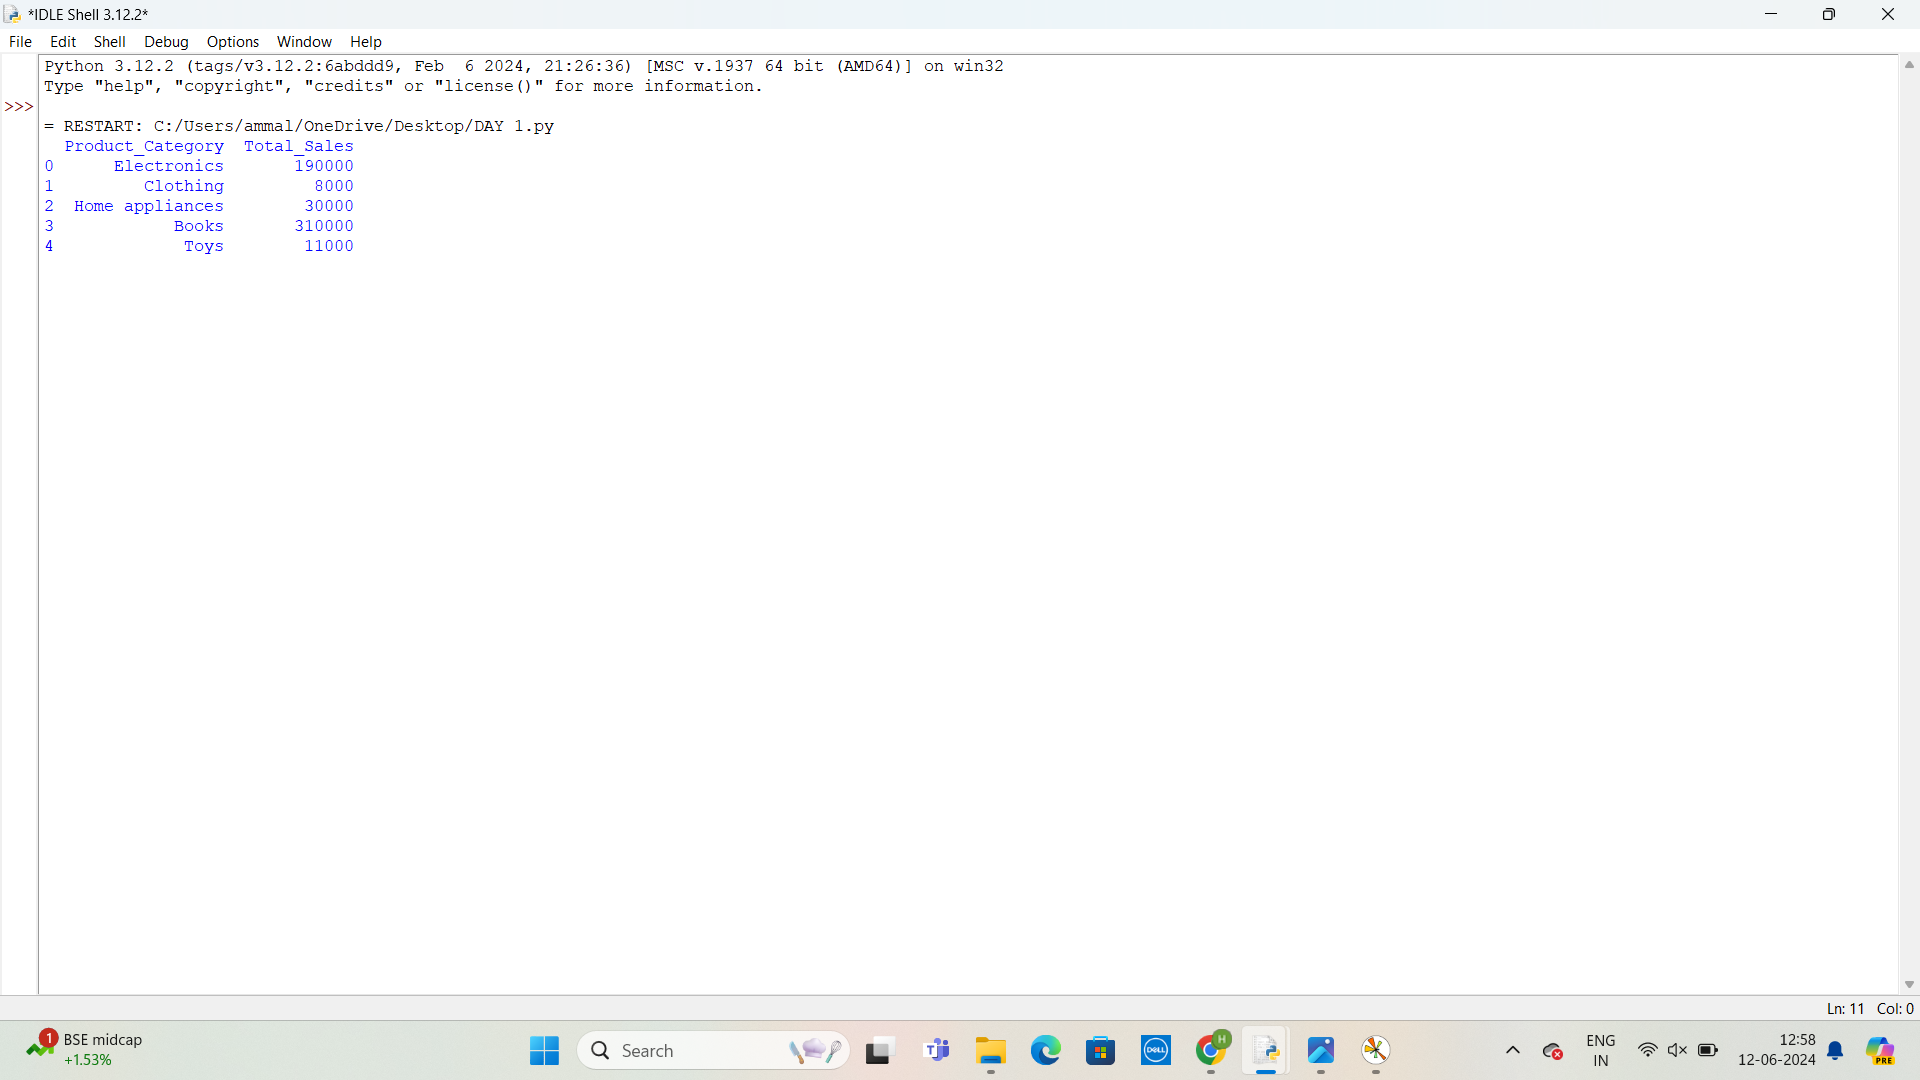 *IDLE Shell 3.12.2*
File Edit Shell Debug Options Window Help
Python 3.12.2 (tags/v3.12.2:6abddd9, Feb  6 2024, 21:26:36) [MSC v.1937 64 bit (AMD64)] on win32
Type "help", "copyright", "credits" or "license()" for more information.
>>>
= RESTART: C:/Users/ammal/OneDrive/Desktop/DAY 1.py
  Product_Category  Total_Sales
0      Electronics       190000
1         Clothing         8000
2  Home appliances        30000
3            Books       310000
4             Toys        11000
Ln: 11 Col: 0
1
BSE midcap
+1.53%
Search
T
DELL
H
ENG
IN
12:58
12-06-2024
PRE